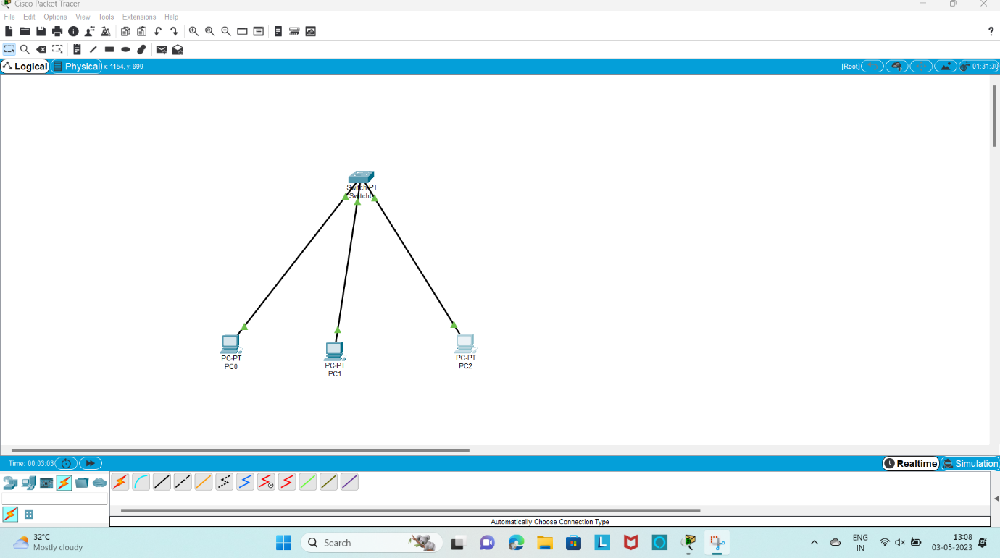 Cisco Packet Tracer
File Edit Options View Tools Extensions Help
?
Logical Physical x: 1154, y: 699 [Root] 01:31:30
Switch-PT
Switch0
PC-PT
PC0
PC-PT
PC1
PC-PT
PC2
Time: 00:03:03 Realtime Simulation
Automatically Choose Connection Type
32°C
Mostly cloudy
Search
L
ENG
IN
13:08
03-05-2023